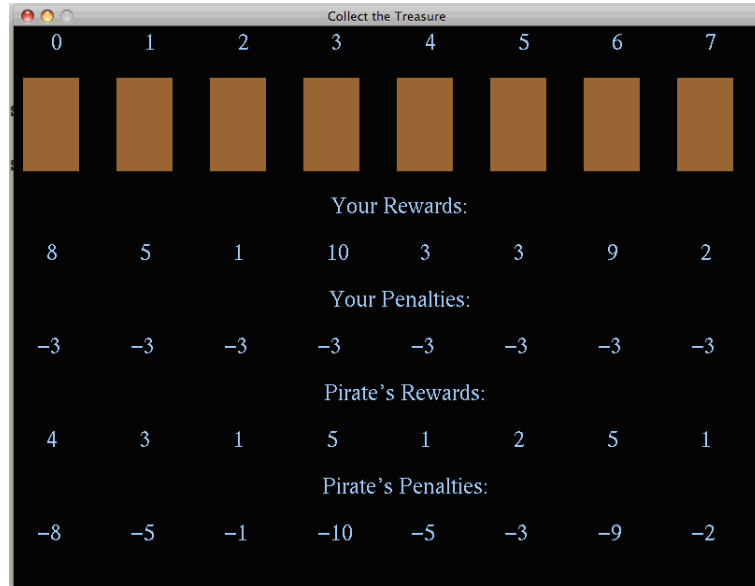 Collect the Treasure
0 1 2 3 4 5 6 7
Your Rewards:
8 5 1 10 3 3 9 2
Your Penalties:
−3 −3 −3 −3 −3 −3 −3 −3
Pirate's Rewards:
4 3 1 5 1 2 5 1
Pirate's Penalties:
−8 −5 −1 −10 −5 −3 −9 −2